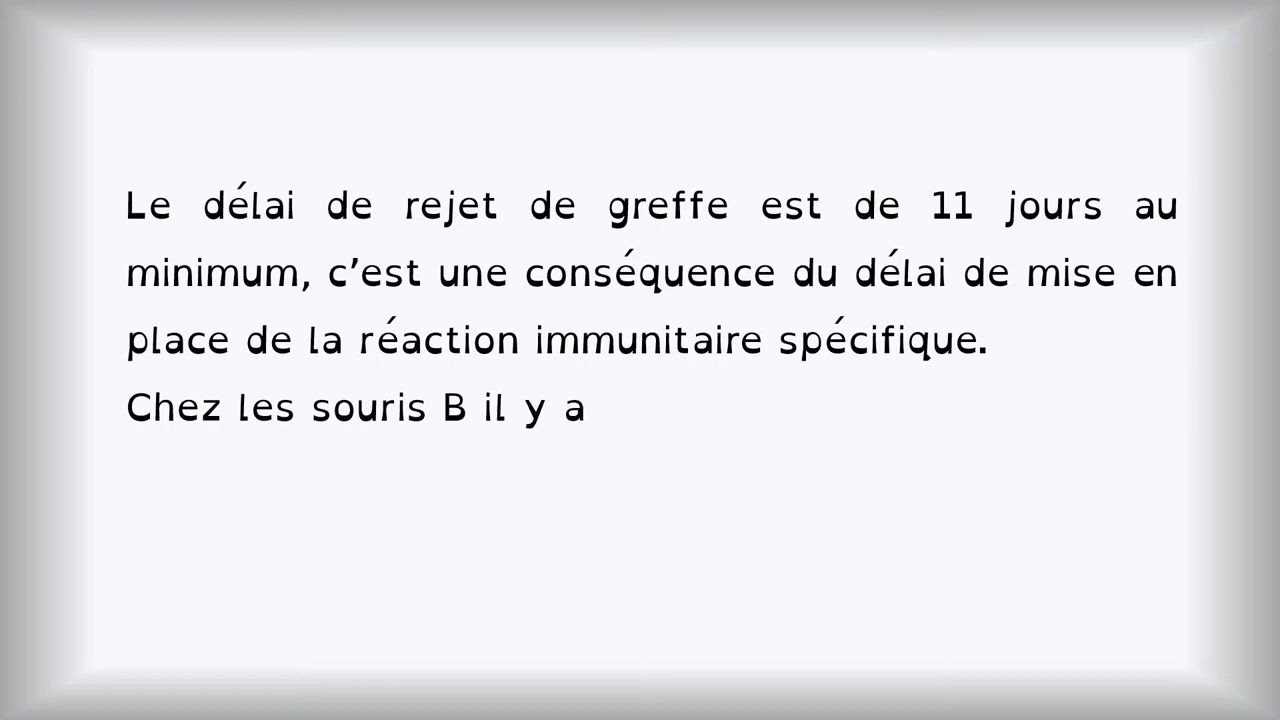 Le délai de rejet de greffe est de 11 jours au
minimum, c’est une conséquence du délai de mise en
place de la réaction immunitaire spécifique.
Chez les souris B il y a